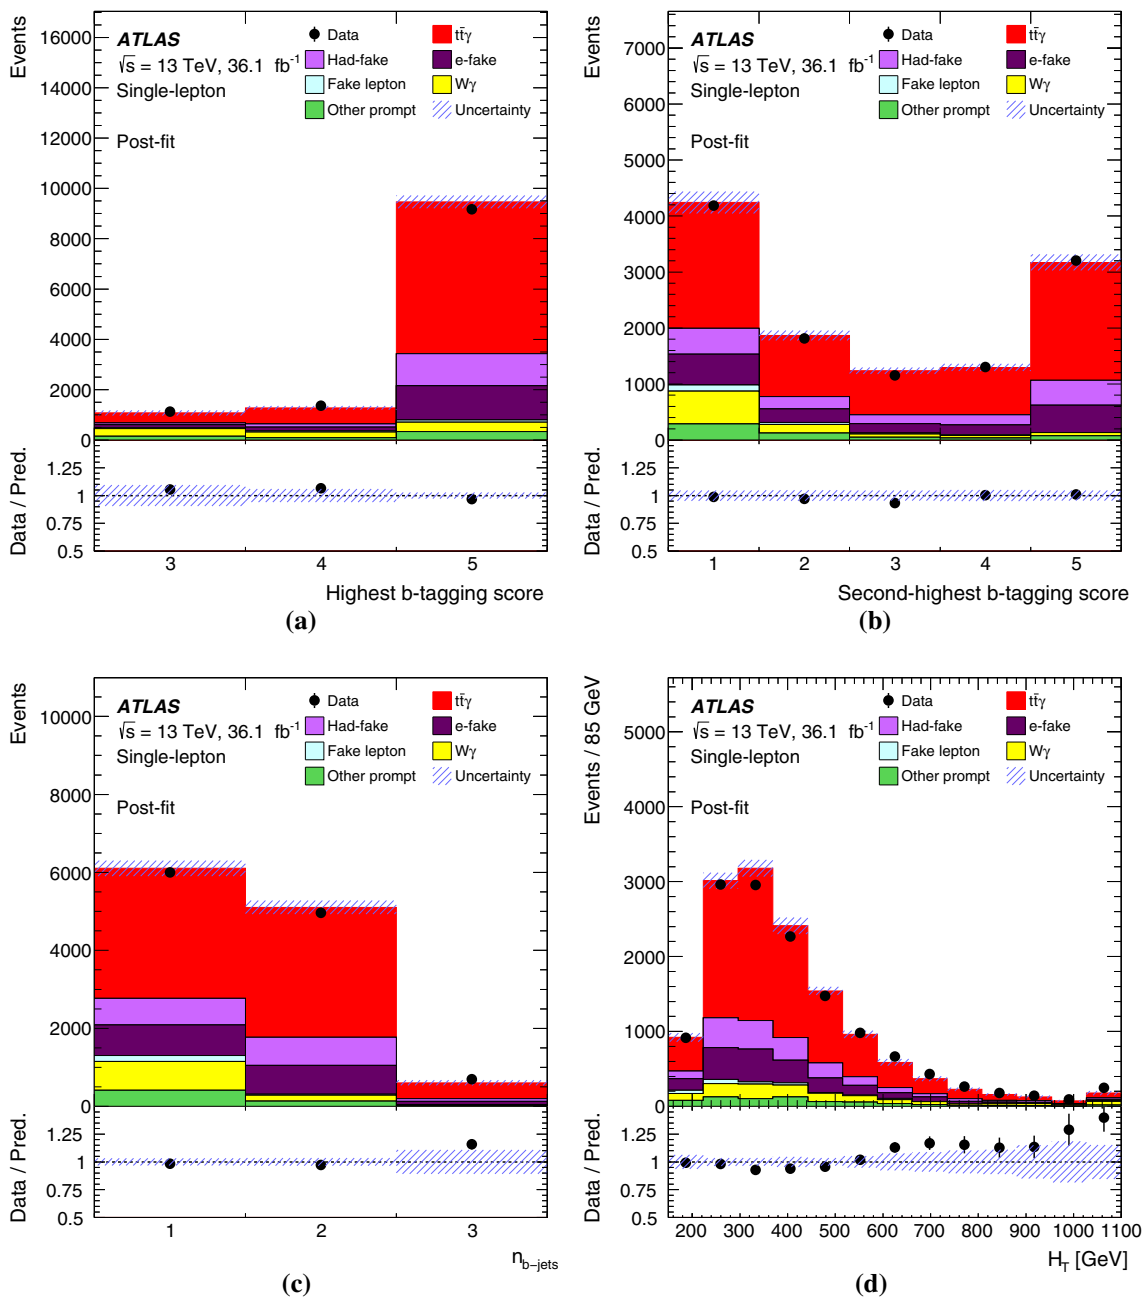 Events
16000
14000
12000
10000
8000
6000
4000
2000
0
ATLAS
√s = 13 TeV, 36.1 fb⁻¹
Single-lepton
Post-fit
Data
tt̄γ
Had-fake
e-fake
Fake lepton
Wγ
Other prompt
Uncertainty
Data / Pred.
1.25
1
0.75
0.5
3 4 5
Highest b-tagging score
(a)
Events
7000
6000
5000
4000
3000
2000
1000
0
ATLAS
√s = 13 TeV, 36.1 fb⁻¹
Single-lepton
Post-fit
Data
tt̄γ
Had-fake
e-fake
Fake lepton
Wγ
Other prompt
Uncertainty
Data / Pred.
1.25
1
0.75
0.5
1 2 3 4 5
Second-highest b-tagging score
(b)
Events
10000
8000
6000
4000
2000
0
ATLAS
√s = 13 TeV, 36.1 fb⁻¹
Single-lepton
Post-fit
Data
tt̄γ
Had-fake
e-fake
Fake lepton
Wγ
Other prompt
Uncertainty
Data / Pred.
1.25
1
0.75
0.5
1 2 3
n_b-jets
(c)
Events / 85 GeV
5000
4000
3000
2000
1000
0
ATLAS
√s = 13 TeV, 36.1 fb⁻¹
Single-lepton
Post-fit
Data
tt̄γ
Had-fake
e-fake
Fake lepton
Wγ
Other prompt
Uncertainty
Data / Pred.
1.25
1
0.75
0.5
200 300 400 500 600 700 800 900 1000 1100
H_T [GeV]
(d)